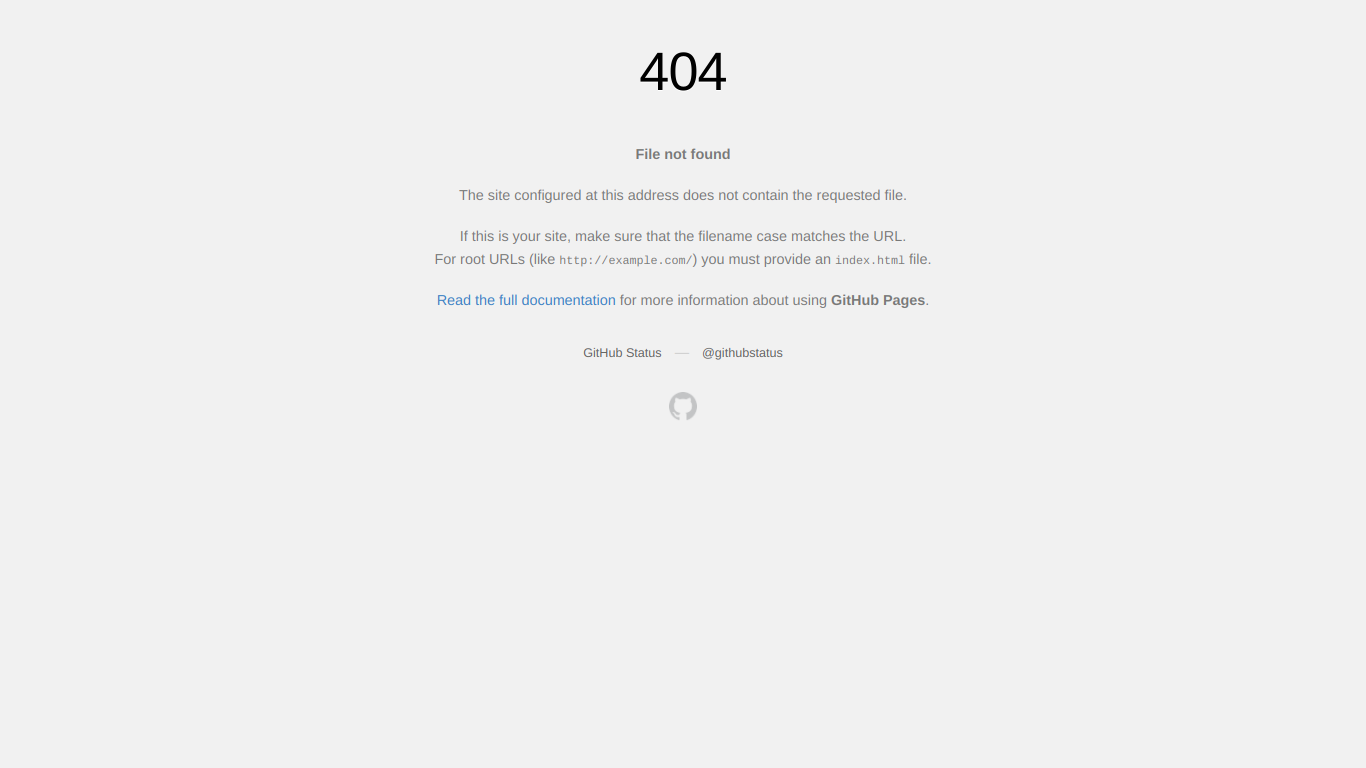 404
File not found
The site configured at this address does not contain the requested file.
If this is your site, make sure that the filename case matches the URL.
For root URLs (like http://example.com/) you must provide an index.html file.
Read the full documentation for more information about using GitHub Pages.
GitHub Status — @githubstatus